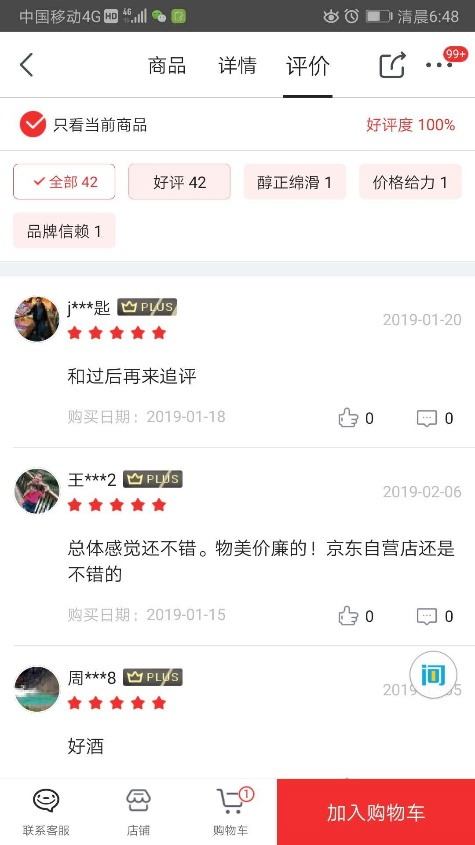 中国移动4G HD 4G 清晨6:48
商品 详情 评价 99+
只看当前商品 好评度 100%
全部 42 好评 42 醇正绵滑 1 价格给力 1
品牌信赖 1
j***匙 PLUS
2019-01-20
和过后再来追评
购买日期：2019-01-18 0 0
王***2 PLUS
2019-02-06
总体感觉还不错。物美价廉的！京东自营店还是
不错的
购买日期：2019-01-15 0 0
周***8 PLUS
问
好酒
1
联系客服 店铺 购物车 加入购物车